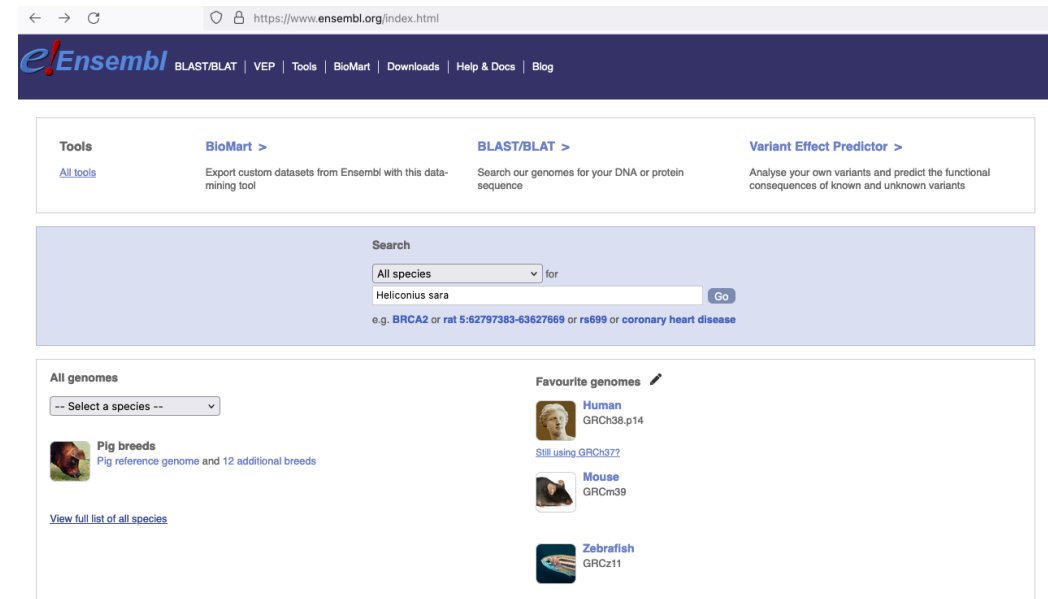 https://www.ensembl.org/index.html
e!Ensembl BLAST/BLAT | VEP | Tools | BioMart | Downloads | Help & Docs | Blog
Tools
All tools
BioMart >
Export custom datasets from Ensembl with this data-
mining tool
BLAST/BLAT >
Search our genomes for your DNA or protein
sequence
Variant Effect Predictor >
Analyse your own variants and predict the functional
consequences of known and unknown variants
Search
All species for
Heliconius sara
Go
e.g. BRCA2 or rat 5:62797383-63627669 or rs699 or coronary heart disease
All genomes
-- Select a species --
Pig breeds
Pig reference genome and 12 additional breeds
View full list of all species
Favourite genomes
Human
GRCh38.p14
Still using GRCh37?
Mouse
GRCm39
Zebrafish
GRCz11